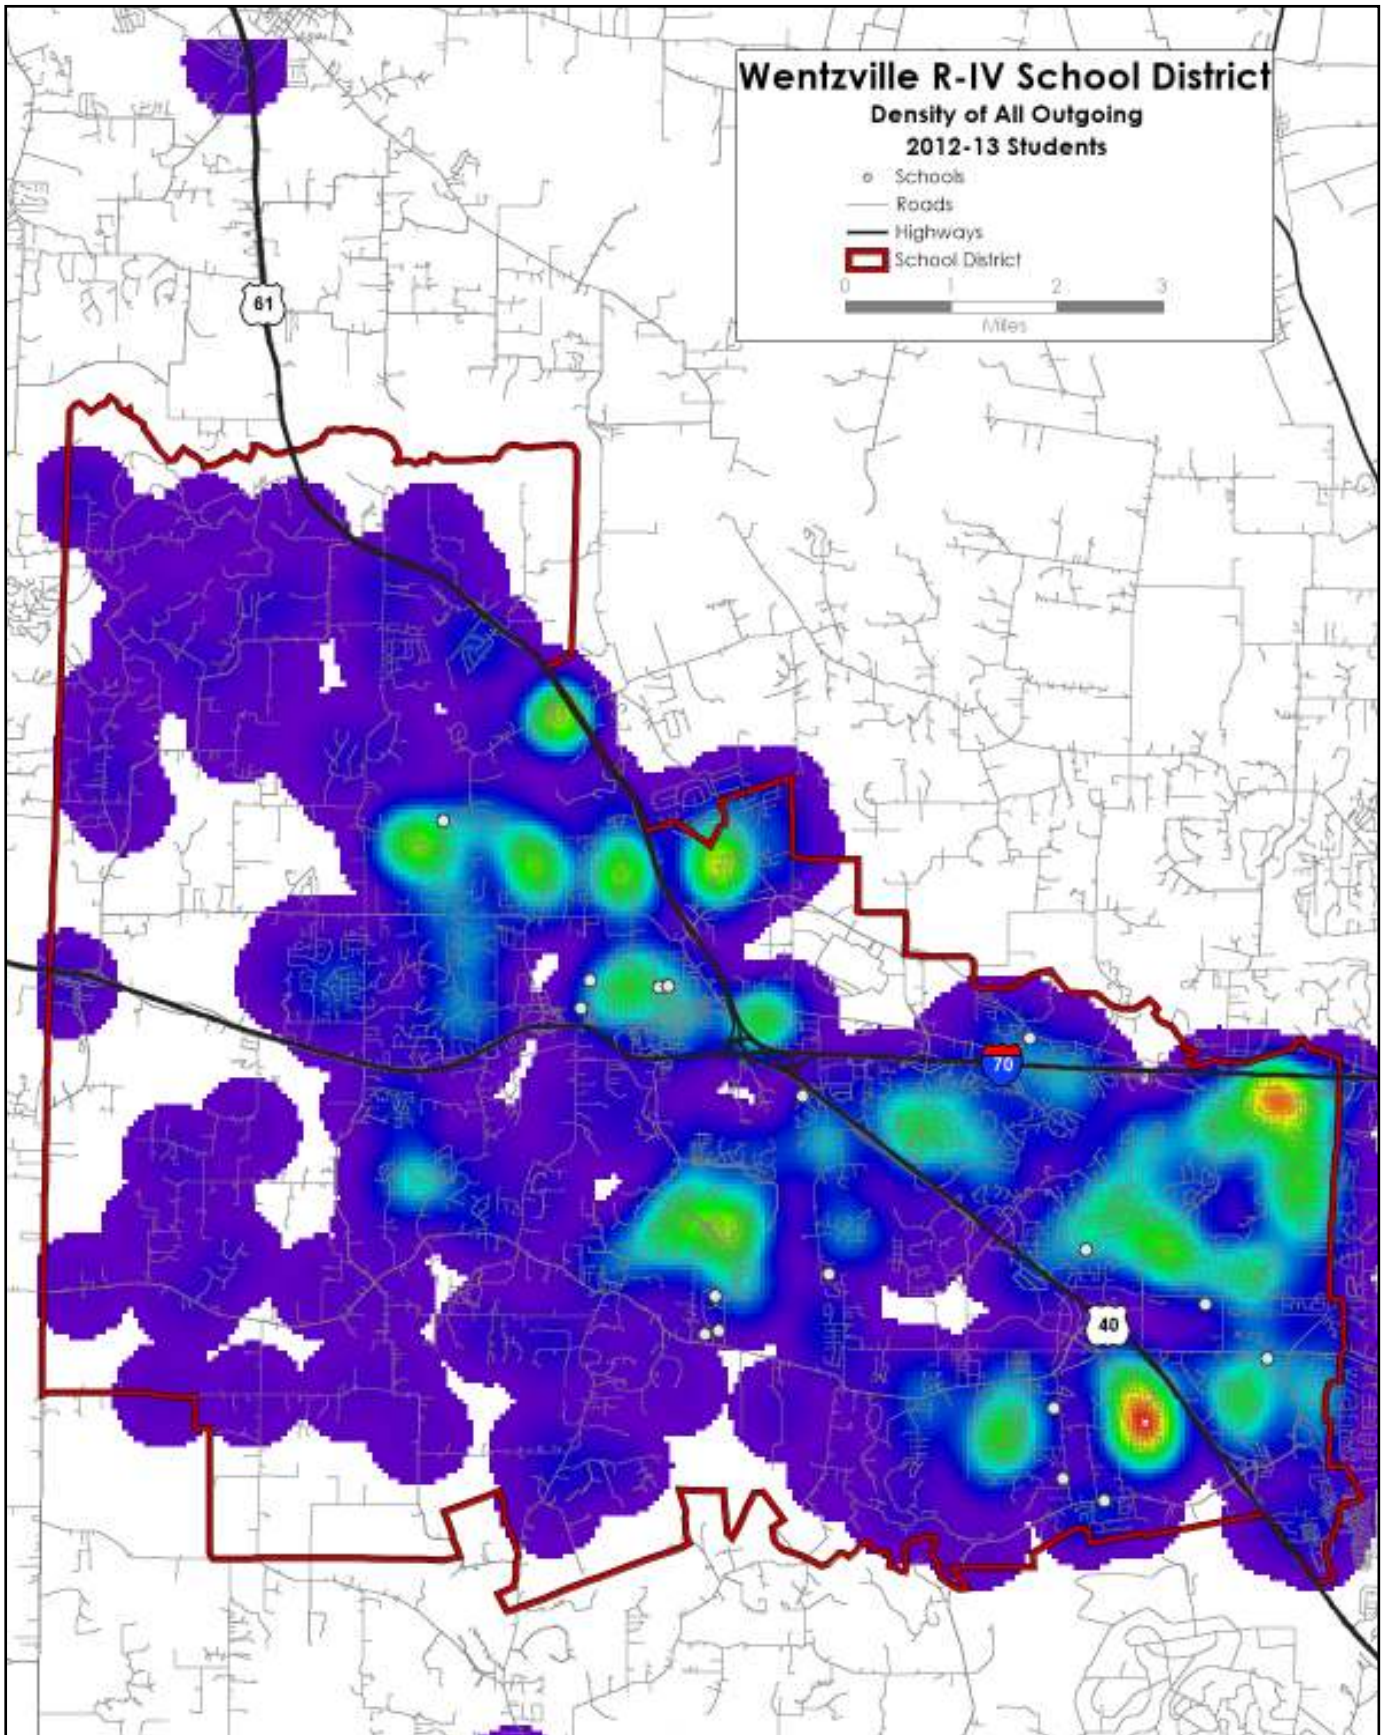 Wentzville R-IV School District
Density of All Outgoing
2012-13 Students
Schools
Roads
Highways
School District
0 1 2 3
Miles
61
70
40